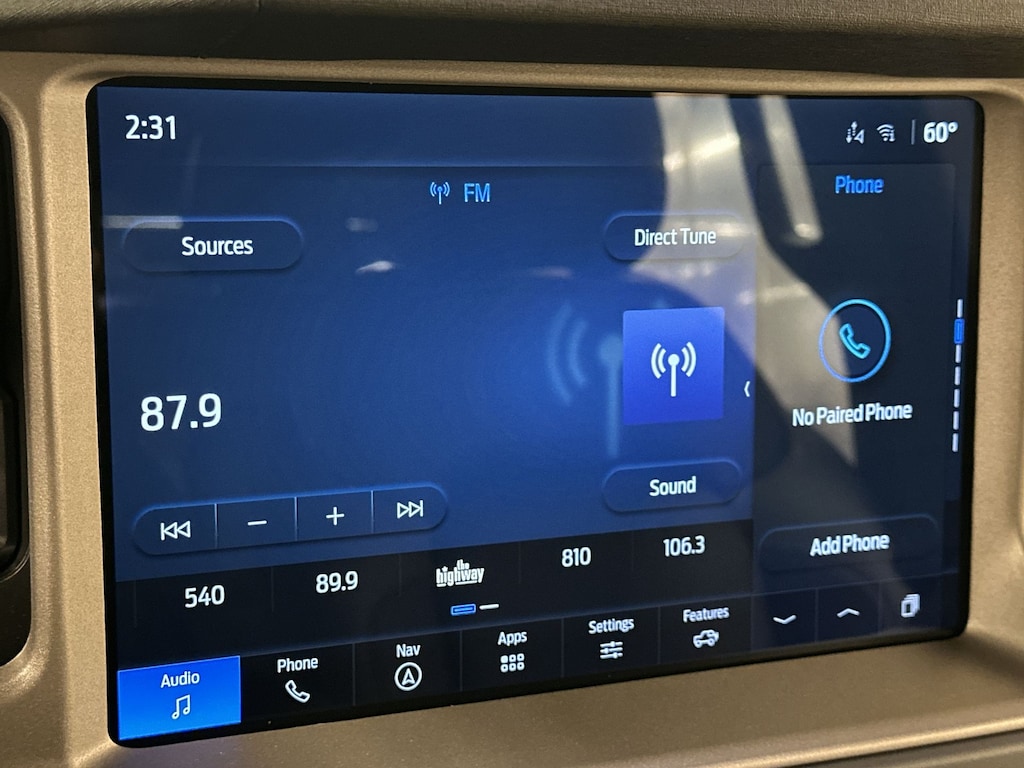 2:31
60°
FM
Phone
Sources
Direct Tune
87.9
No Paired Phone
Sound
Add Phone
540
89.9
the
highway
810
106.3
Audio
Phone
Nav
Apps
Settings
Features